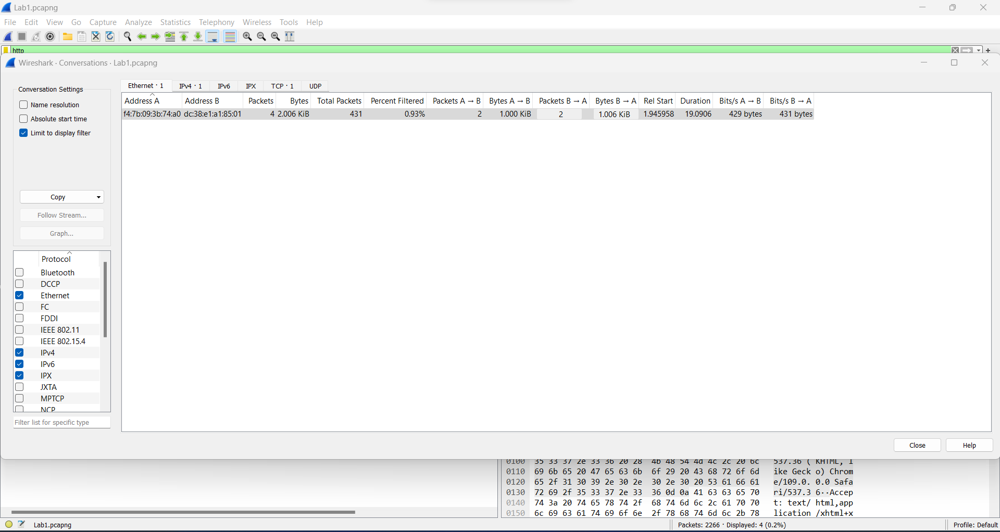 Lab1.pcapng
File Edit View Go Capture Analyze Statistics Telephony Wireless Tools Help
http
Wireshark · Conversations · Lab1.pcapng
Conversation Settings
Name resolution
Absolute start time
Limit to display filter
Copy
Follow Stream...
Graph...
Protocol
Bluetooth
DCCP
Ethernet
FC
FDDI
IEEE 802.11
IEEE 802.15.4
IPv4
IPv6
IPX
JXTA
MPTCP
NCP
Filter list for specific type
Ethernet · 1 IPv4 · 1 IPv6 IPX TCP · 1 UDP
Address A Address B Packets Bytes Total Packets Percent Filtered Packets A → B Bytes A → B Packets B → A Bytes B → A Rel Start Duration Bits/s A → B Bits/s B → A
f4:7b:09:3b:74:a0 dc:38:e1:a1:85:01 4 2.006 KiB 431 0.93% 2 1.000 KiB 2 1.006 KiB 1.945958 19.0906 429 bytes 431 bytes
Close Help
0100 35 33 37 2e 33 36 20 28 4b 48 54 4d 4c 2c 20 6c 537.36 ( KHTML, l
0110 69 6b 65 20 47 65 63 6b 6f 29 20 43 68 72 6f 6d ike Geck o) Chrom
0120 65 2f 31 30 39 2e 30 2e 30 2e 30 20 53 61 66 61 e/109.0. 0.0 Safa
0130 72 69 2f 35 33 37 2e 33 36 0d 0a 41 63 63 65 70 ri/537.3 6··Accep
0140 74 3a 20 74 65 78 74 2f 68 74 6d 6c 2c 61 70 70 t: text/ html,app
0150 6c 69 63 61 74 69 6f 6e 2f 78 68 74 6d 6c 2b 78 lication /xhtml+x
Lab1.pcapng Packets: 2266 · Displayed: 4 (0.2%) Profile: Default